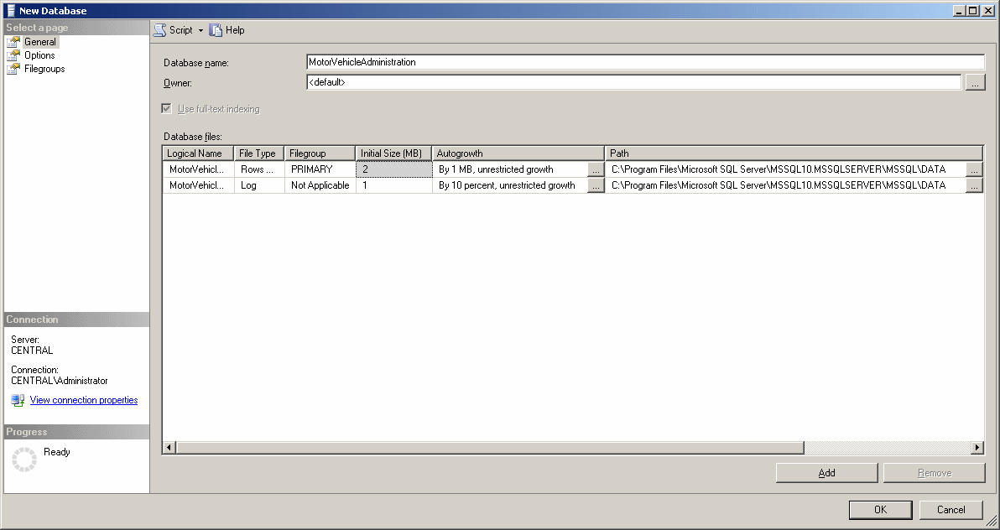 New Database
Select a page
General
Options
Filegroups
Script Help
Database name: MotorVehicleAdministration
Owner: <default> ...
Use full-text indexing
Database files:
Logical Name File Type Filegroup Initial Size (MB) Autogrowth Path
MotorVehicl... Rows ... PRIMARY 2 By 1 MB, unrestricted growth ... C:\Program Files\Microsoft SQL Server\MSSQL10.MSSQLSERVER\MSSQL\DATA ...
MotorVehicl... Log Not Applicable 1 By 10 percent, unrestricted growth ... C:\Program Files\Microsoft SQL Server\MSSQL10.MSSQLSERVER\MSSQL\DATA ...
Connection
Server:
CENTRAL
Connection:
CENTRAL\Administrator
View connection properties
Progress
Ready
Add Remove
OK Cancel